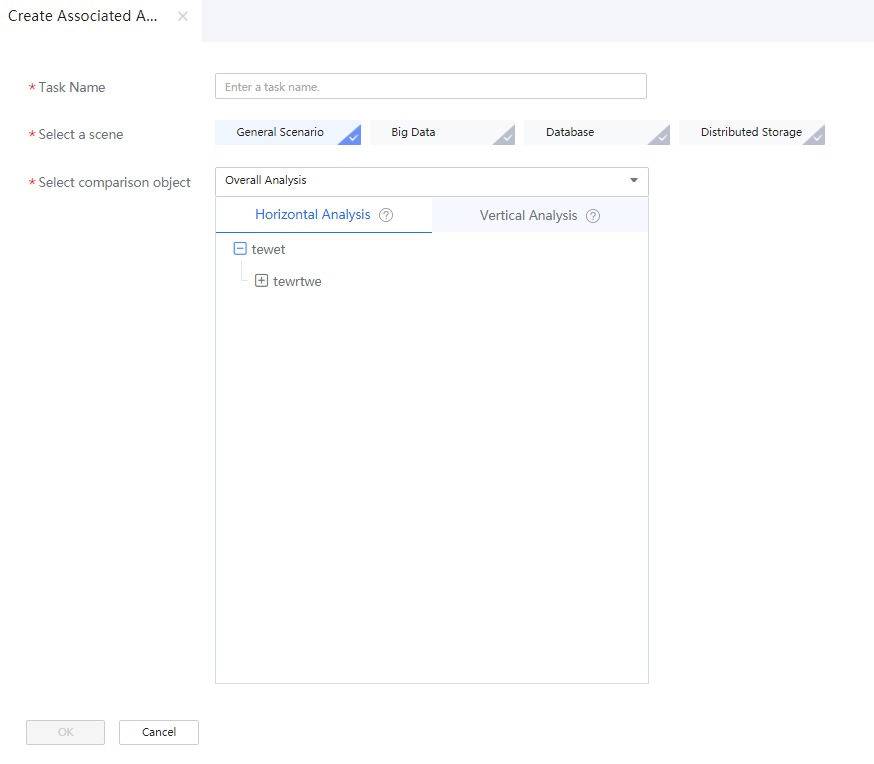 Create Associated A...
* Task Name
Enter a task name.
* Select a scene
General Scenario
Big Data
Database
Distributed Storage
* Select comparison object
Overall Analysis
Horizontal Analysis ?
Vertical Analysis ?
tewet
tewrtwe
OK
Cancel